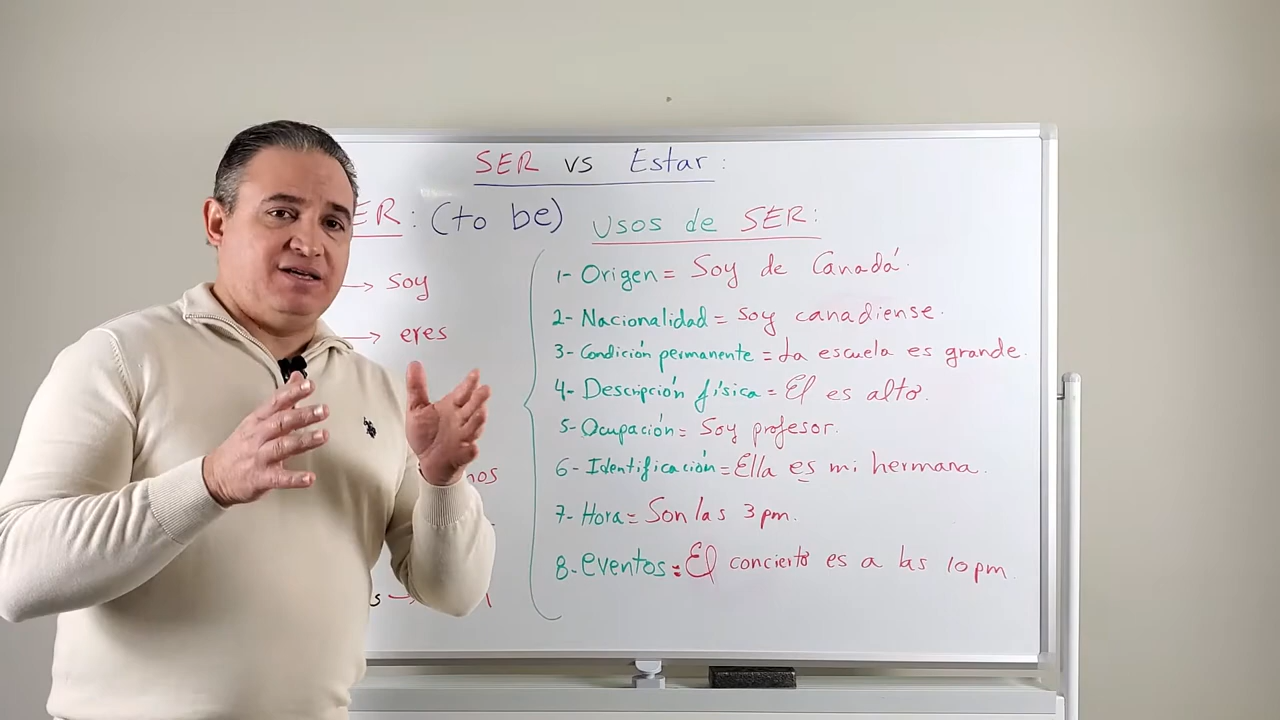 SER vs Estar:
ER: (to be)
Usos de SER:
→ soy
→ eres
nos
s →
1- Origen = Soy de Canadá.
2- Nacionalidad = soy canadiense.
3- Condición permanente = La escuela es grande.
4- Descripción física = Él es alto.
5- Ocupación = Soy profesor.
6- Identificación = Ella es mi hermana.
7- Hora = Son las 3 pm.
8- eventos = El concierto es a las 10 pm.